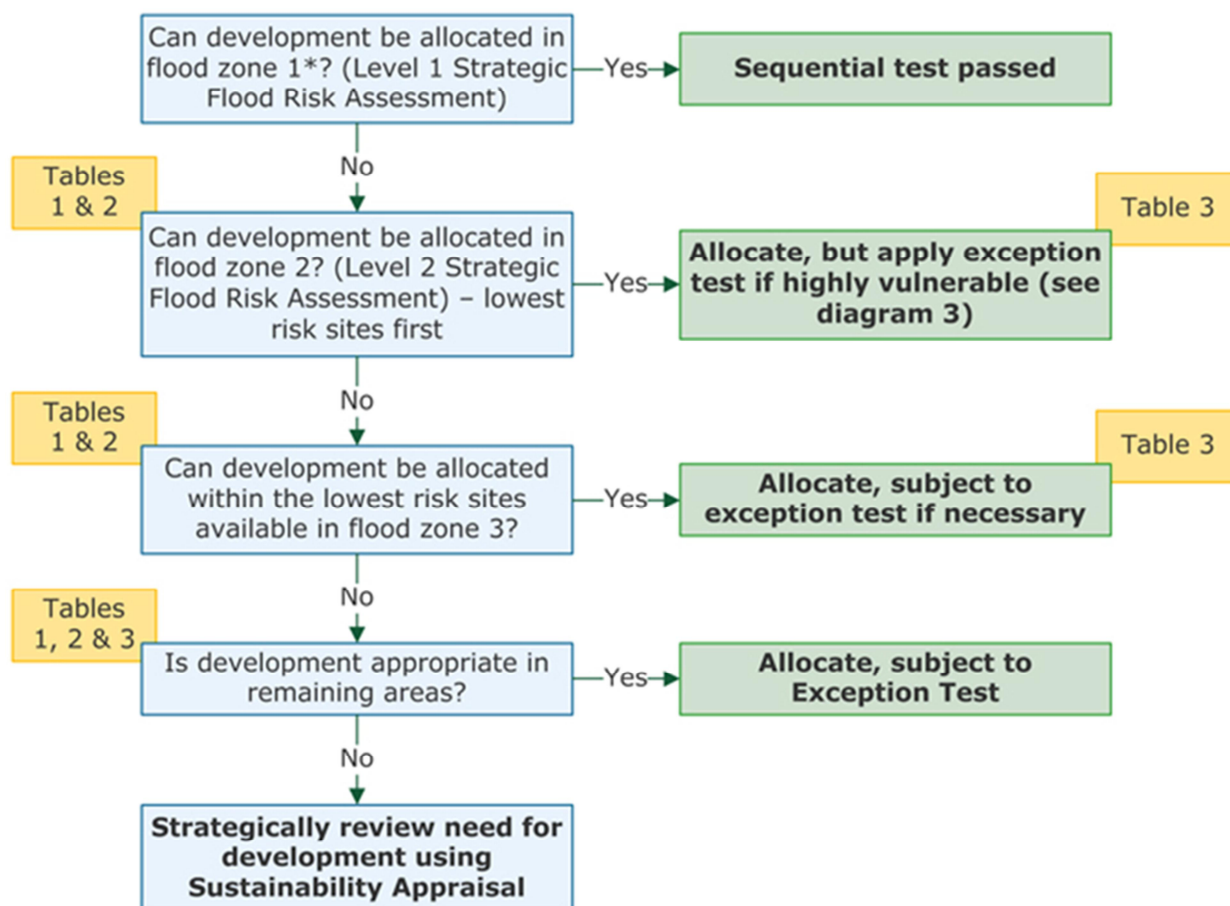 Can development be allocated in
flood zone 1*? (Level 1 Strategic
Flood Risk Assessment)
Yes
Sequential test passed
No
Tables
1 & 2
Can development be allocated in
flood zone 2? (Level 2 Strategic
Flood Risk Assessment) – lowest
risk sites first
Yes
Table 3
Allocate, but apply exception
test if highly vulnerable (see
diagram 3)
No
Tables
1 & 2
Can development be allocated
within the lowest risk sites
available in flood zone 3?
Yes
Table 3
Allocate, subject to
exception test if necessary
No
Tables
1, 2 & 3
Is development appropriate in
remaining areas?
Yes
Allocate, subject to
Exception Test
No
Strategically review need for
development using
Sustainability Appraisal